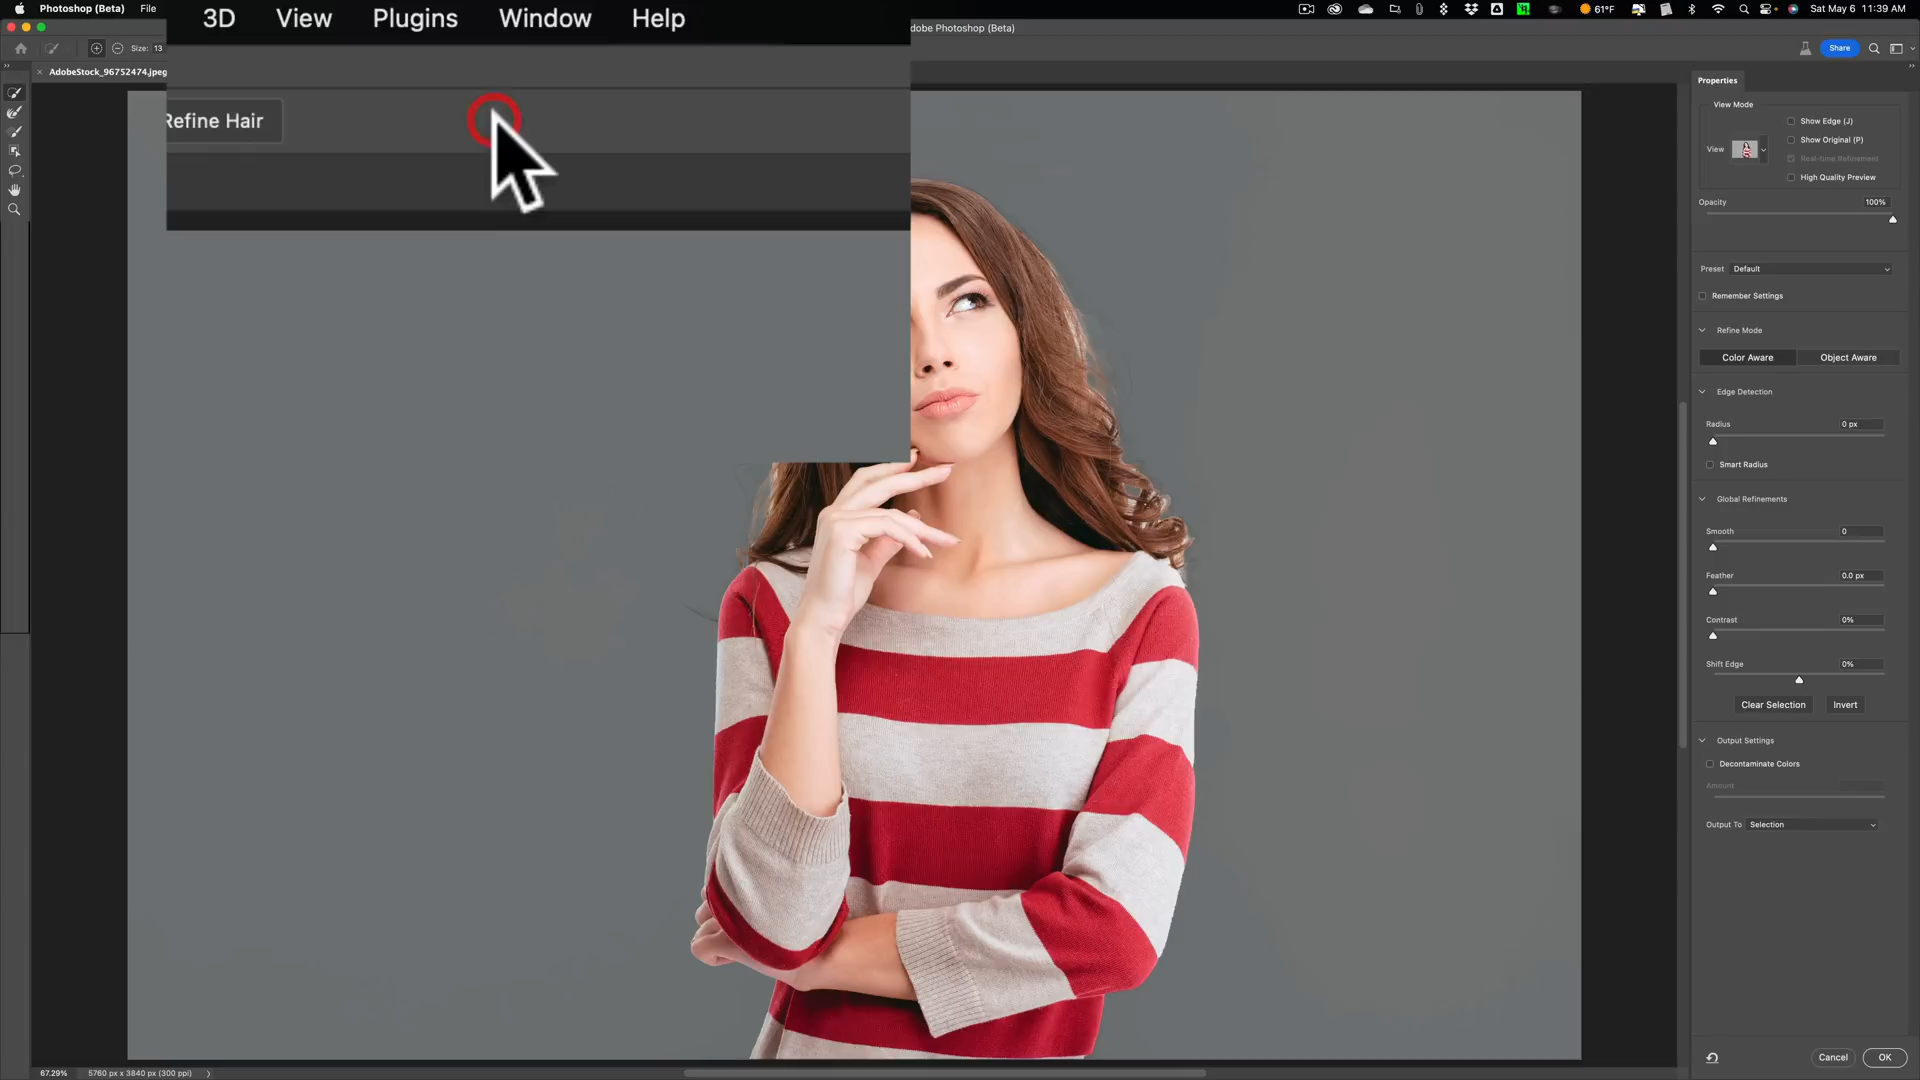 Photoshop (Beta) File
3D View Plugins Window Help
61°F Sat May 6 11:39 AM
dobe Photoshop (Beta)
Size: 13
Refine Hair
Share
AdobeStock_96752474.jpeg
Properties
View Mode
Show Edge (J)
Show Original (P)
View
Real-time Refinement
High Quality Preview
Opacity 100%
Preset Default
Remember Settings
Refine Mode
Color Aware Object Aware
Edge Detection
Radius 0 px
Smart Radius
Global Refinements
Smooth 0
Feather 0.0 px
Contrast 0%
Shift Edge 0%
Clear Selection Invert
Output Settings
Decontaminate Colors
Amount
Output To Selection
Cancel OK
67.29% 5760 px x 3840 px (300 ppi)